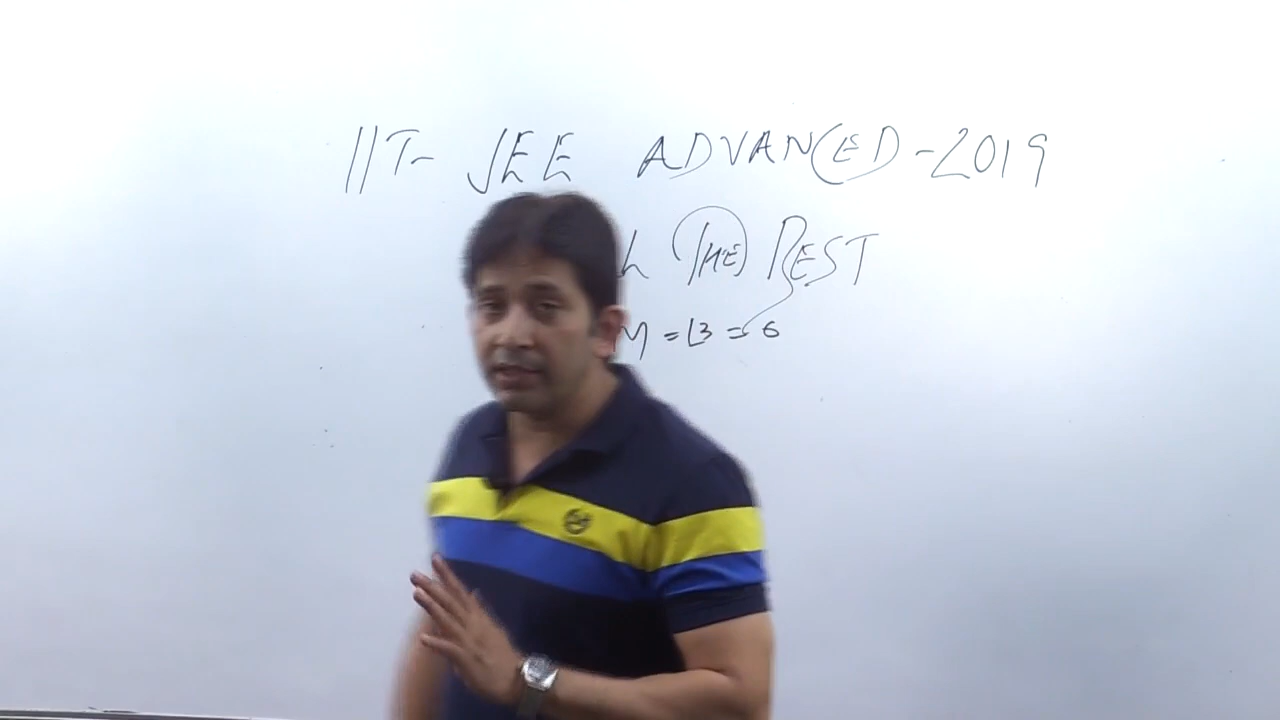 IIT- JEE ADVANCED-2019
THE BEST
= L3 = 6